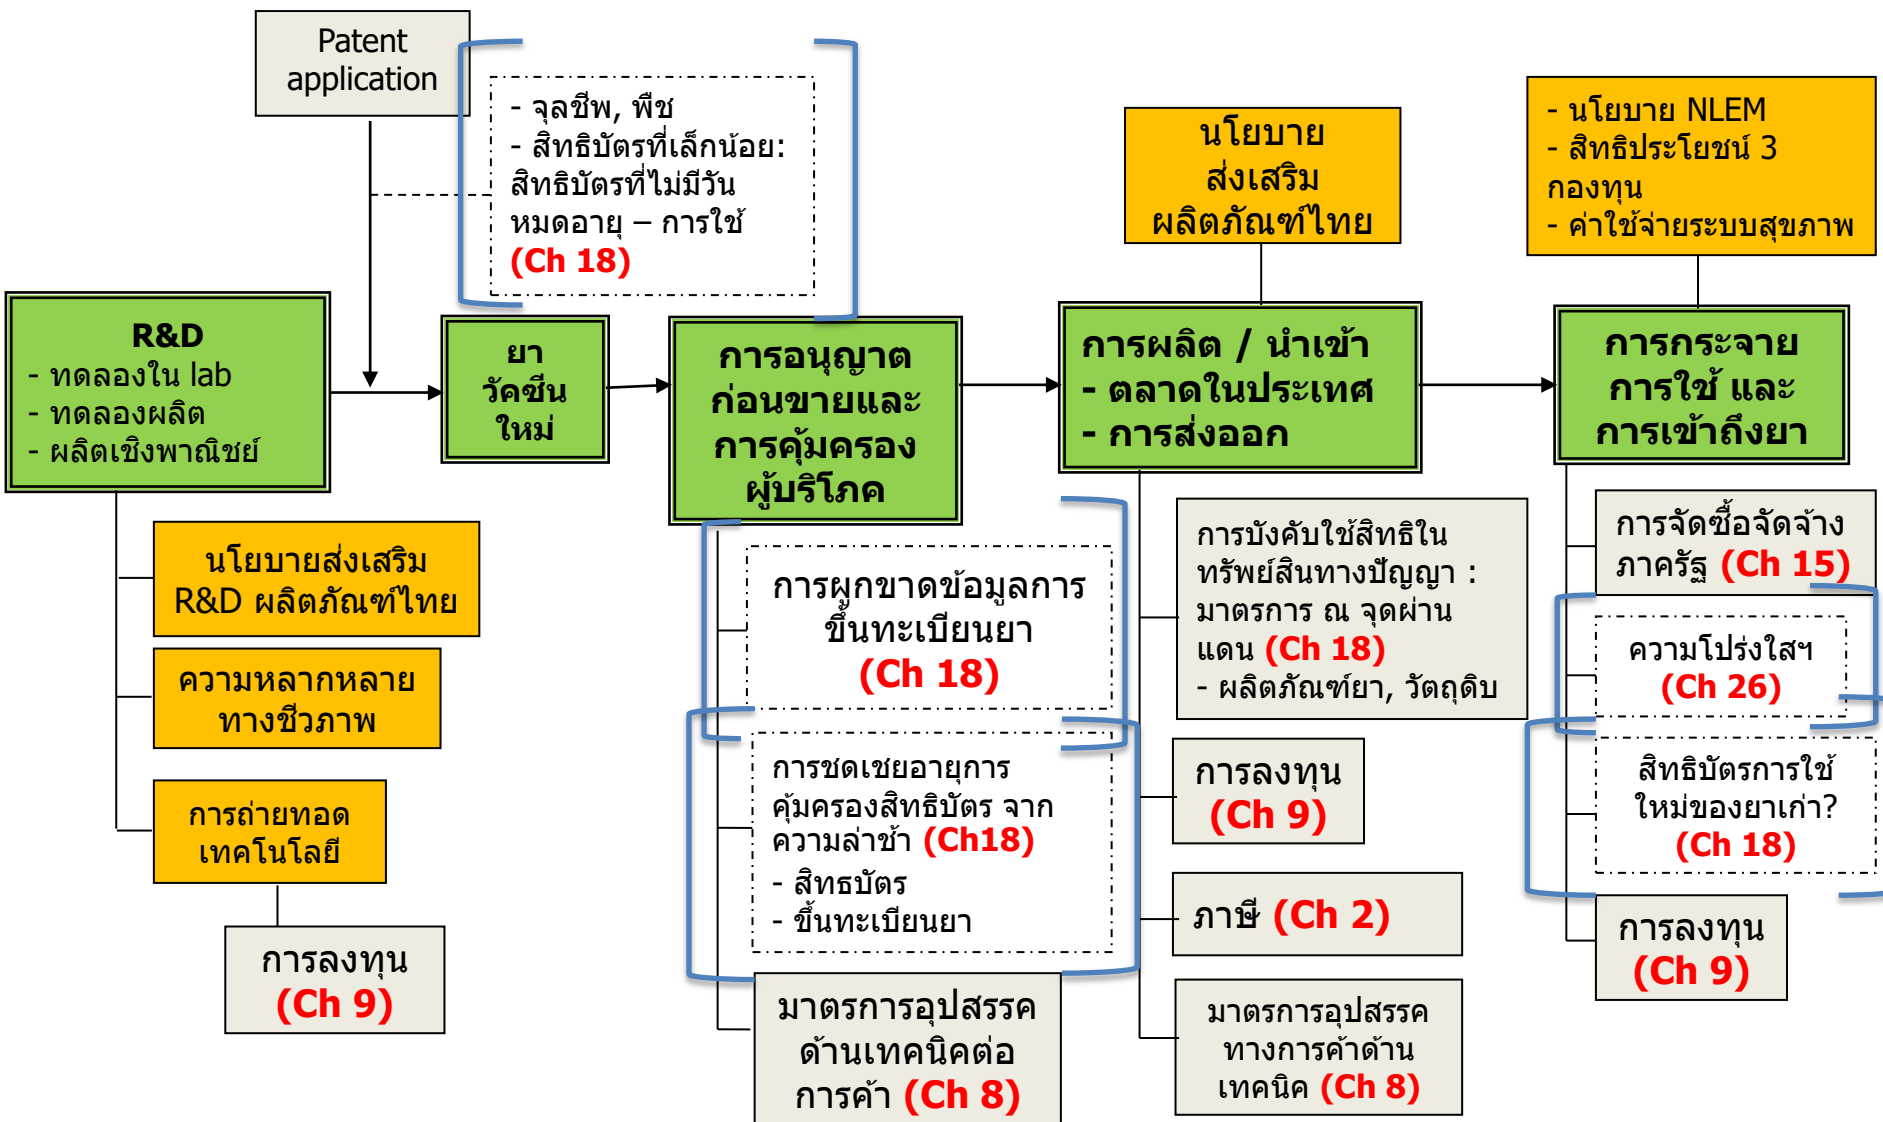 Patent
application
- จุลชีพ, พืช
- สิทธิบัตรที่เล็กน้อย:
สิทธิบัตรที่ไม่มีวัน
หมดอายุ – การใช้
(Ch 18)
นโยบาย
ส่งเสริม
ผลิตภัณฑ์ไทย
- นโยบาย NLEM
- สิทธิประโยชน์ 3
กองทุน
- ค่าใช้จ่ายระบบสุขภาพ
R&D
- ทดลองใน lab
- ทดลองผลิต
- ผลิตเชิงพาณิชย์
ยา
วัคซีน
ใหม่
การอนุญาต
ก่อนขายและ
การคุ้มครอง
ผู้บริโภค
การผลิต / นำเข้า
- ตลาดในประเทศ
- การส่งออก
การกระจาย
การใช้ และ
การเข้าถึงยา
นโยบายส่งเสริม
R&D ผลิตภัณฑ์ไทย
ความหลากหลาย
ทางชีวภาพ
การถ่ายทอด
เทคโนโลยี
การลงทุน
(Ch 9)
การผูกขาดข้อมูลการ
ขึ้นทะเบียนยา
(Ch 18)
การชดเชยอายุการ
คุ้มครองสิทธิบัตร จาก
ความล่าช้า (Ch18)
- สิทธบัตร
- ขึ้นทะเบียนยา
มาตรการอุปสรรค
ด้านเทคนิคต่อ
การค้า (Ch 8)
การบังคับใช้สิทธิใน
ทรัพย์สินทางปัญญา :
มาตรการ ณ จุดผ่าน
แดน (Ch 18)
- ผลิตภัณฑ์ยา, วัตถุดิบ
การลงทุน
(Ch 9)
ภาษี (Ch 2)
มาตรการอุปสรรค
ทางการค้าด้าน
เทคนิค (Ch 8)
การจัดซื้อจัดจ้าง
ภาครัฐ (Ch 15)
ความโปร่งใสฯ
(Ch 26)
สิทธิบัตรการใช้
ใหม่ของยาเก่า?
(Ch 18)
การลงทุน
(Ch 9)